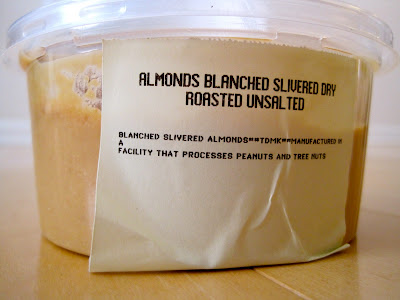 ALMONDS BLANCHED SLIVERED DRY
ROASTED UNSALTED
BLANCHED SLIVERED ALMONDS**TDMK**MANUFACTURED IN
A
FACILITY THAT PROCESSES PEANUTS AND TREE NUTS